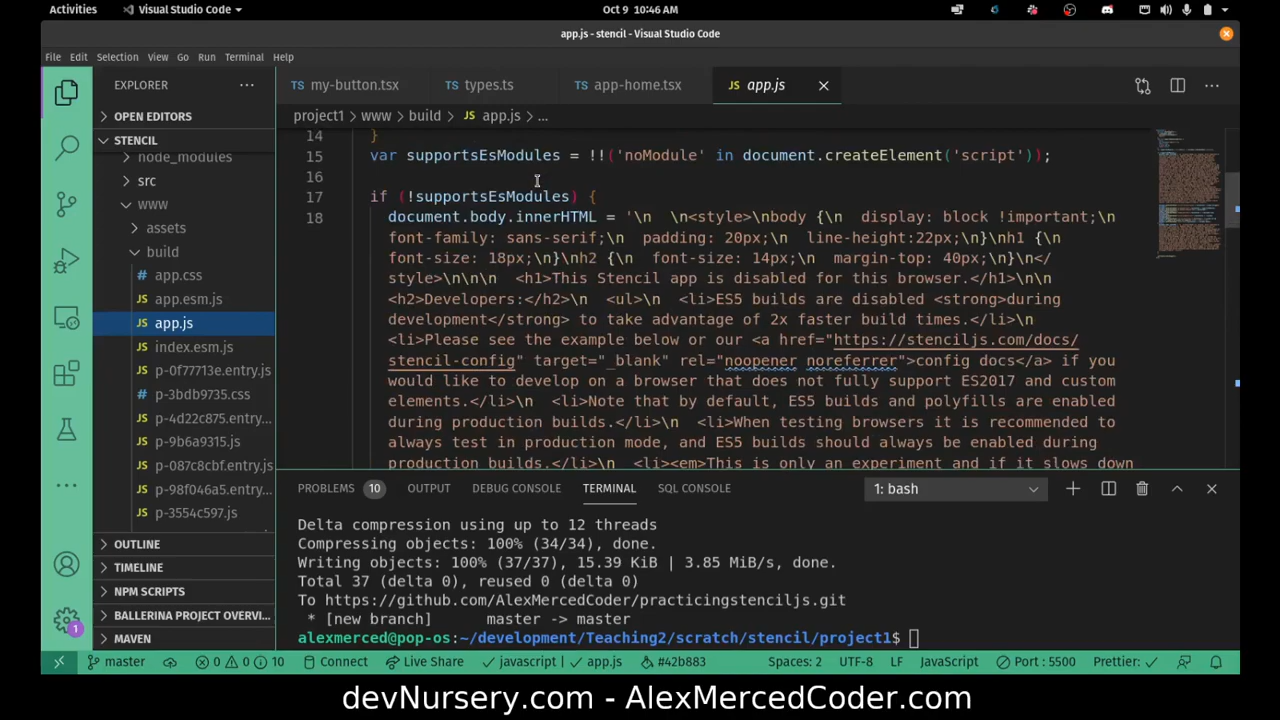 Activities
Visual Studio Code
Oct 9 10:46 AM
app.js - stencil - Visual Studio Code
File Edit Selection View Go Run Terminal Help
EXPLORER
OPEN EDITORS
STENCIL
node_modules
src
www
assets
build
app.css
JS app.esm.js
JS app.js
JS index.esm.js
JS p-0f77713e.entry.js
p-3bdb9735.css
JS p-4d22c875.entry...
JS p-9b6a9315.js
JS p-087c8cbf.entry.js
JS p-98f046a5.entry...
JS p-3554c597.js
OUTLINE
TIMELINE
NPM SCRIPTS
BALLERINA PROJECT OVERVI...
MAVEN
1
TS my-button.tsx
TS types.ts
TS app-home.tsx
JS app.js
project1 > www > build > JS app.js > ...
14 }
15 var supportsEsModules = !!('noModule' in document.createElement('script'));
16
17 if (!supportsEsModules) {
18 document.body.innerHTML = '\n \n<style>\nbody {\n display: block !important;\n
font-family: sans-serif;\n padding: 20px;\n line-height:22px;\n}\nh1 {\n
font-size: 18px;\n}\nh2 {\n font-size: 14px;\n margin-top: 40px;\n}\n</
style>\n\n\n <h1>This Stencil app is disabled for this browser.</h1>\n\n
<h2>Developers:</h2>\n <ul>\n <li>ES5 builds are disabled <strong>during
development</strong> to take advantage of 2x faster build times.</li>\n
<li>Please see the example below or our <a href="https://stenciljs.com/docs/
stencil-config" target="_blank" rel="noopener noreferrer">config docs</a> if you
would like to develop on a browser that does not fully support ES2017 and custom
elements.</li>\n <li>Note that by default, ES5 builds and polyfills are enabled
during production builds.</li>\n <li>When testing browsers it is recommended to
always test in production mode, and ES5 builds should always be enabled during
production builds.</li>\n <li><em>This is only an experiment and if it slows down
PROBLEMS 10 OUTPUT DEBUG CONSOLE TERMINAL SQL CONSOLE 1: bash
Delta compression using up to 12 threads
Compressing objects: 100% (34/34), done.
Writing objects: 100% (37/37), 15.39 KiB | 3.85 MiB/s, done.
Total 37 (delta 0), reused 0 (delta 0)
To https://github.com/AlexMercedCoder/practicingstenciljs.git
* [new branch] master -> master
alexmerced@pop-os:~/development/Teaching2/scratch/stencil/project1$
master 0 0 10 Connect Live Share javascript | app.js #42b883 Spaces: 2 UTF-8 LF JavaScript Port : 5500 Prettier:
devNursery.com - AlexMercedCoder.com